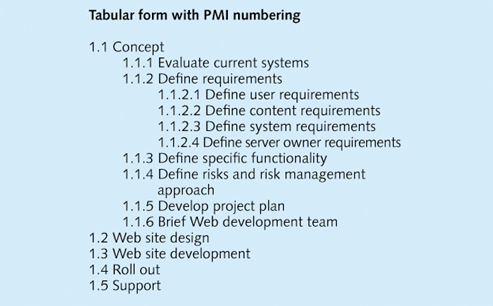 Tabular form with PMI numbering
1.1 Concept
1.1.1 Evaluate current systems
1.1.2 Define requirements
1.1.2.1 Define user requirements
1.1.2.2 Define content requirements
1.1.2.3 Define system requirements
1.1.2.4 Define server owner requirements
1.1.3 Define specific functionality
1.1.4 Define risks and risk management
approach
1.1.5 Develop project plan
1.1.6 Brief Web development team
1.2 Web site design
1.3 Web site development
1.4 Roll out
1.5 Support